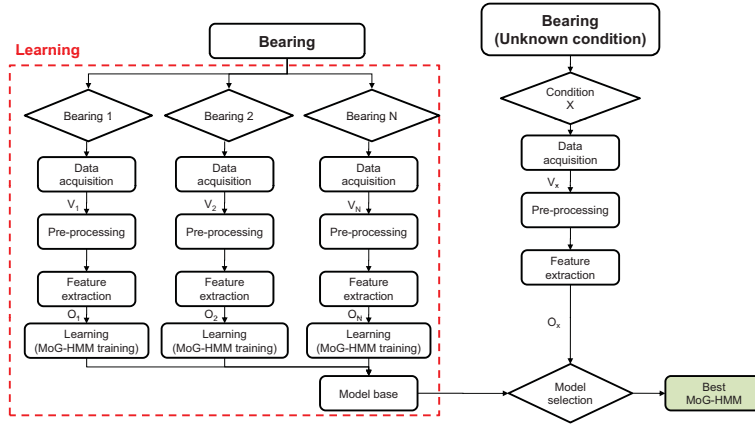 Bearing
Learning
Bearing 1
Bearing 2
Bearing N
Data
acquisition
Data
acquisition
Data
acquisition
V1
V2
VN
Pre-processing
Pre-processing
Pre-processing
Feature
extraction
Feature
extraction
Feature
extraction
O1
O2
ON
Learning
(MoG-HMM training)
Learning
(MoG-HMM training)
Learning
(MoG-HMM training)
Model base
Bearing
(Unknown condition)
Condition
X
Data
acquisition
Vx
Pre-processing
Feature
extraction
Ox
Model
selection
Best
MoG-HMM